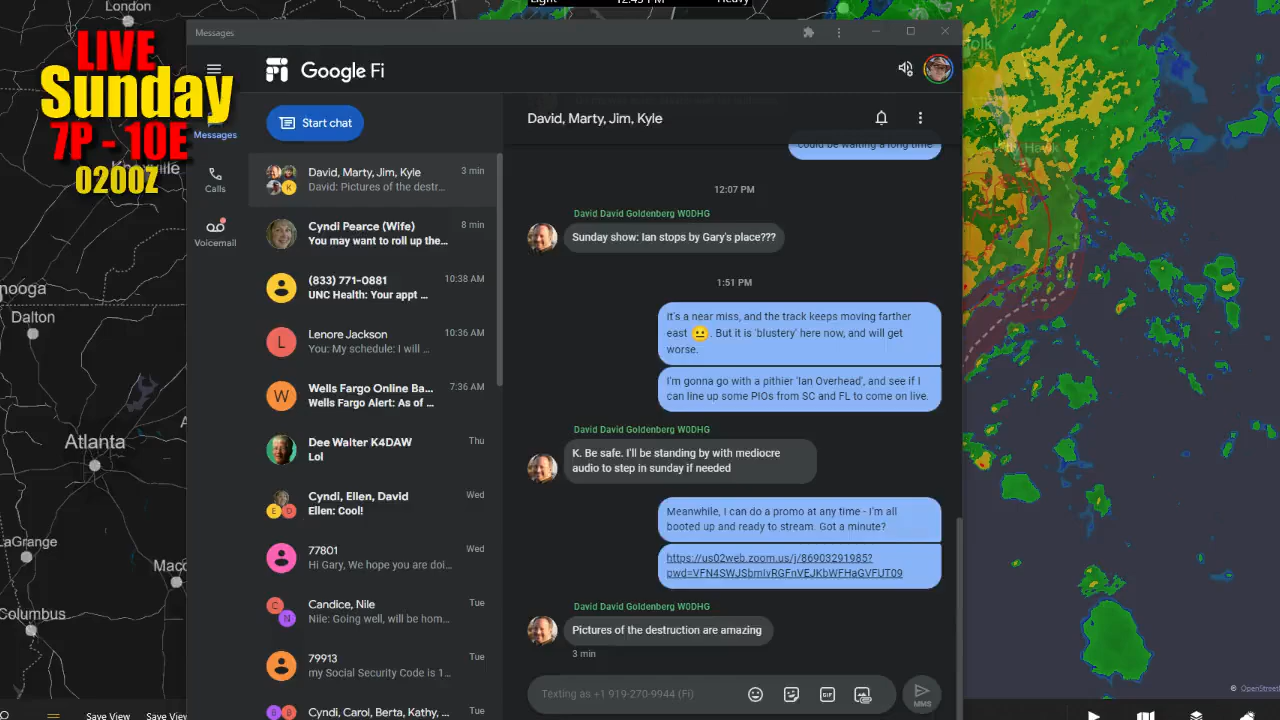 London
Light 12:45 PM Heavy
LIVE
Sunday
7P - 10E
0200Z
Knoxville
Dalton
Atlanta
LaGrange
Columbus
Messages
Google Fi
Messages
Calls
Voicemail
Start chat
David, Marty, Jim, Kyle 3 min
David: Pictures of the destr...
Cyndi Pearce (Wife) 8 min
You may want to roll up the...
(833) 771-0881 10:38 AM
UNC Health: Your appt ...
L
Lenore Jackson 10:36 AM
You: My schedule: I will ...
W
Wells Fargo Online Ba... 7:36 AM
Wells Fargo Alert: As of ...
Dee Walter K4DAW Thu
Lol
Cyndi, Ellen, David Wed
Ellen: Cool!
77801 Wed
Hi Gary, We hope you are doi...
Candice, Nile Tue
Nile: Going well, will be hom...
79913 Tue
my Social Security Code is 1...
Cyndi, Carol, Berta, Kathy, ... Tue
David, Marty, Jim, Kyle
could be waiting a long time
12:07 PM
David David Goldenberg W0DHG
Sunday show: Ian stops by Gary's place???
1:51 PM
It's a near miss, and the track keeps moving farther
east 😐. But it is 'blustery' here now, and will get
worse.
I'm gonna go with a pithier 'Ian Overhead', and see if I
can line up some PIOs from SC and FL to come on live.
David David Goldenberg W0DHG
K. Be safe. I'll be standing by with mediocre
audio to step in sunday if needed
Meanwhile, I can do a promo at any time - I'm all
booted up and ready to stream. Got a minute?
https://us02web.zoom.us/j/86903291985?
David David Goldenberg W0DHG
Pictures of the destruction are amazing
3 min
Texting as +1 919-270-9944 (Fi)
GIF
MMS
Save View Save View